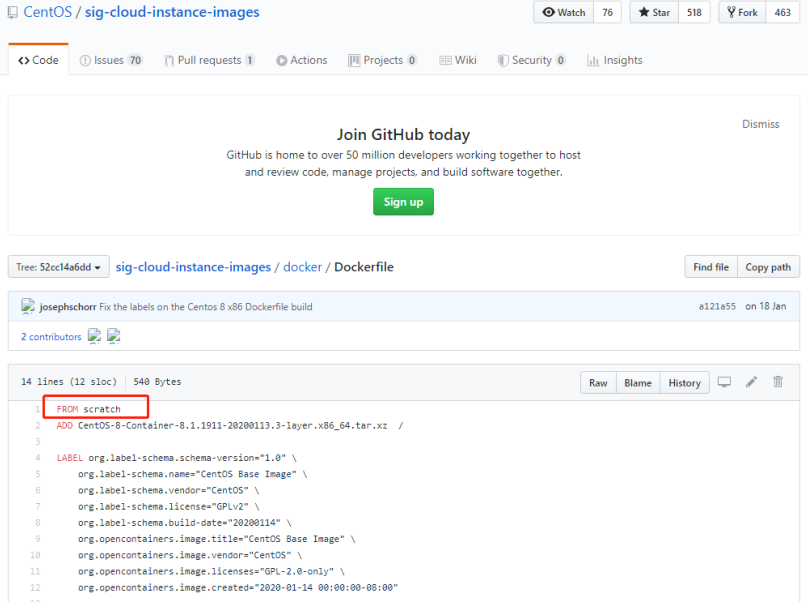 CentOS / sig-cloud-instance-images
Watch 76 Star 518 Fork 463
Code Issues 70 Pull requests 1 Actions Projects 0 Wiki Security 0 Insights
Dismiss
Join GitHub today
GitHub is home to over 50 million developers working together to host
and review code, manage projects, and build software together.
Sign up
Tree: 52cc14a6dd sig-cloud-instance-images / docker / Dockerfile Find file Copy path
josephschorr Fix the labels on the Centos 8 x86 Dockerfile build a121a55 on 18 Jan
2 contributors
14 lines (12 sloc) 540 Bytes Raw Blame History
1 FROM scratch
2 ADD CentOS-8-Container-8.1.1911-20200113.3-layer.x86_64.tar.xz /
3
4 LABEL org.label-schema.schema-version="1.0" \
5 org.label-schema.name="CentOS Base Image" \
6 org.label-schema.vendor="CentOS" \
7 org.label-schema.license="GPLv2" \
8 org.label-schema.build-date="20200114" \
9 org.opencontainers.image.title="CentOS Base Image" \
10 org.opencontainers.image.vendor="CentOS" \
11 org.opencontainers.image.licenses="GPL-2.0-only" \
12 org.opencontainers.image.created="2020-01-14 00:00:00-08:00"